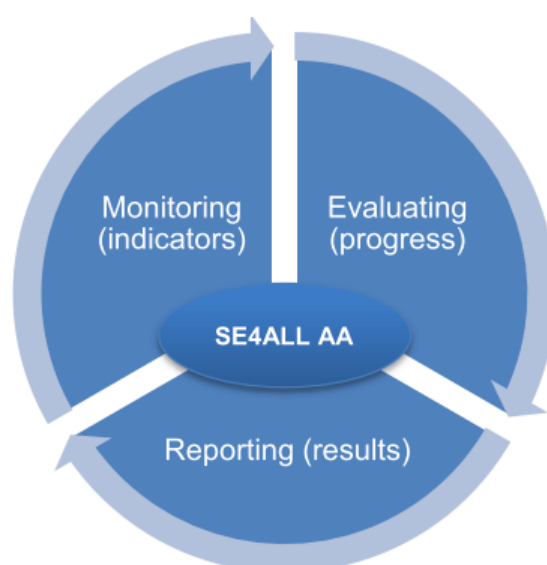 Monitoring
(indicators)
Evaluating
(progress)
SE4ALL AA
Reporting (results)